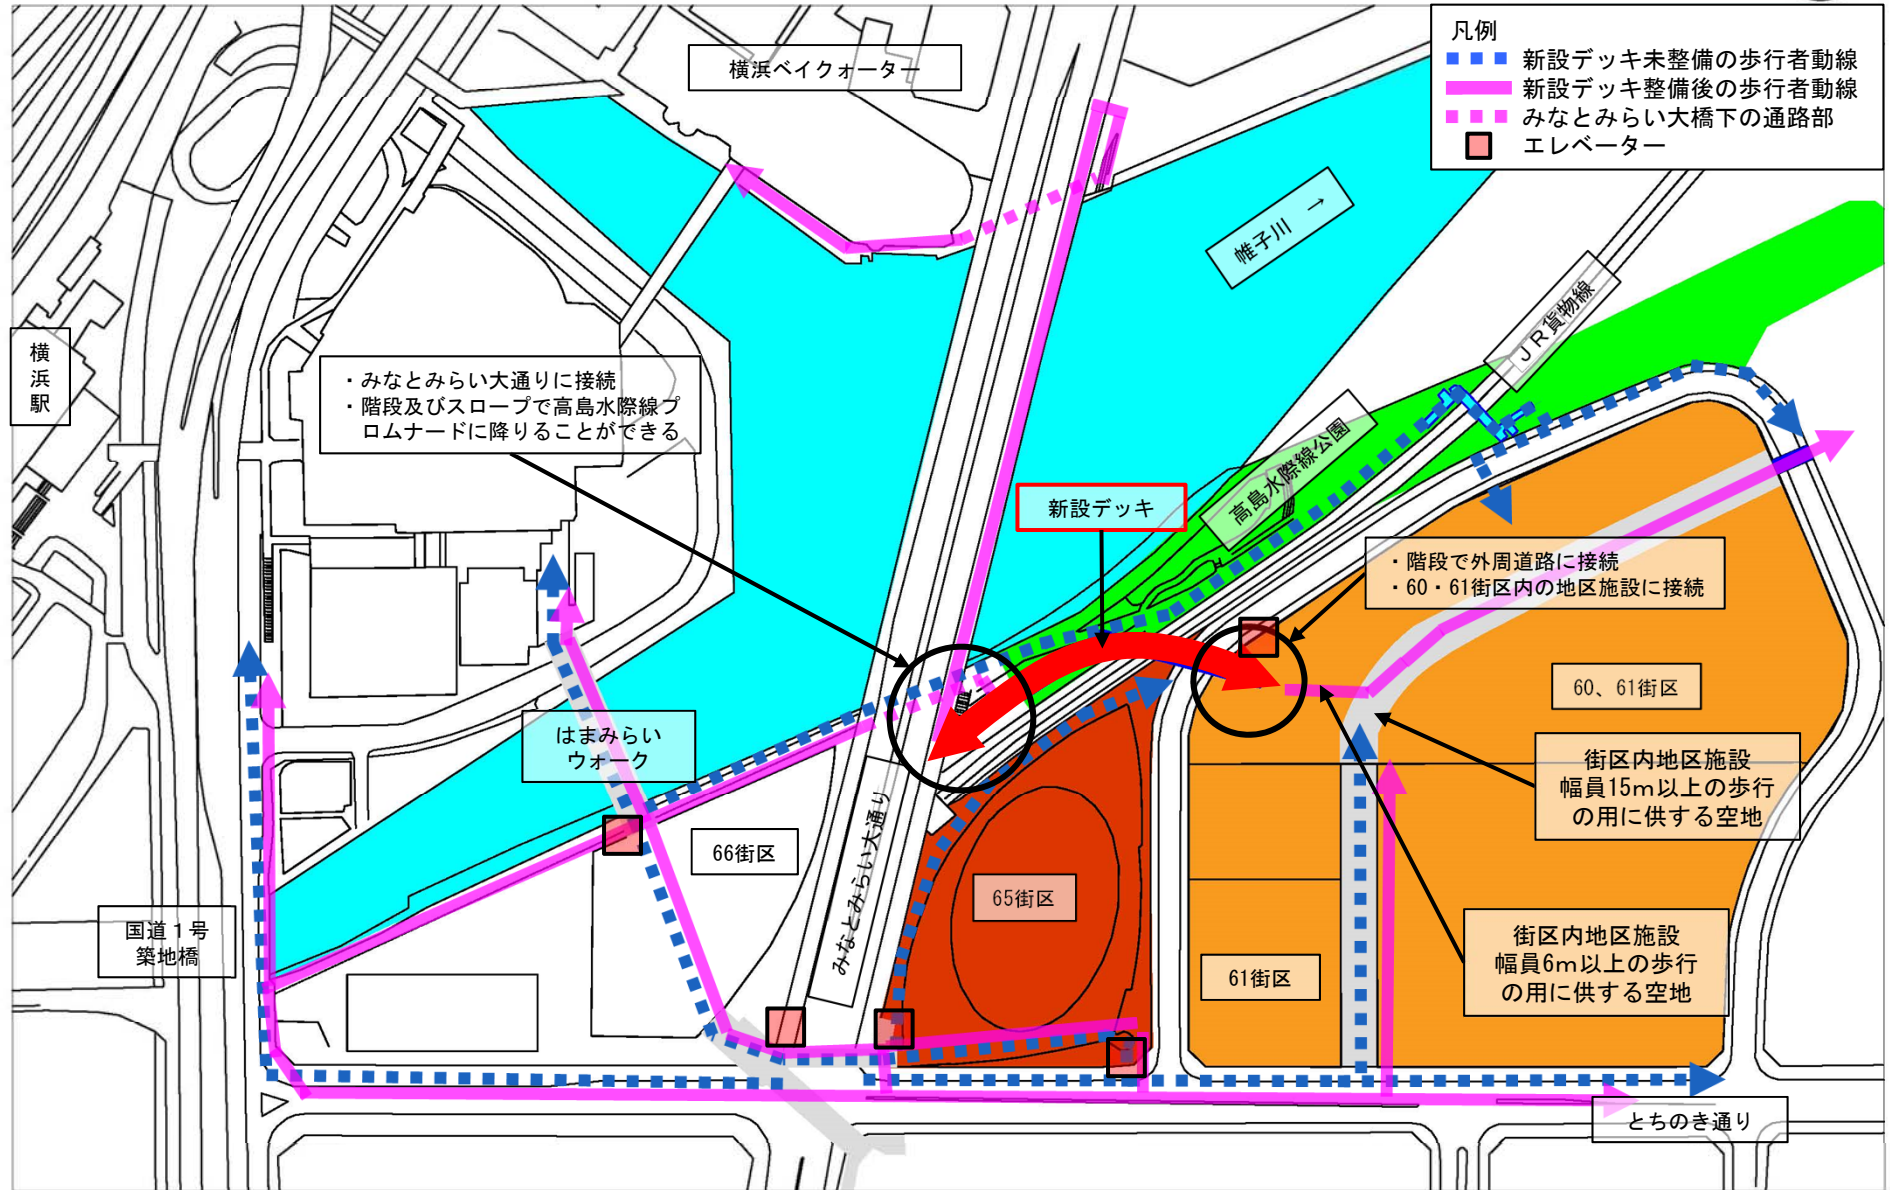 凡例
新設デッキ未整備の歩行者動線
新設デッキ整備後の歩行者動線
みなとみらい大橋下の通路部
エレベーター
横浜ベイクォーター
帷子川 →
JR貨物線
横浜駅
・みなとみらい大通りに接続
・階段及びスロープで高島水際線プ
ロムナードに降りることができる
高島水際線公園
新設デッキ
・階段で外周道路に接続
・60・61街区内の地区施設に接続
60、61街区
はまみらい
ウォーク
街区内地区施設
幅員15m以上の歩行
の用に供する空地
66街区
みなとみらい大通り
65街区
国道1号
築地橋
61街区
街区内地区施設
幅員6m以上の歩行
の用に供する空地
とちのき通り